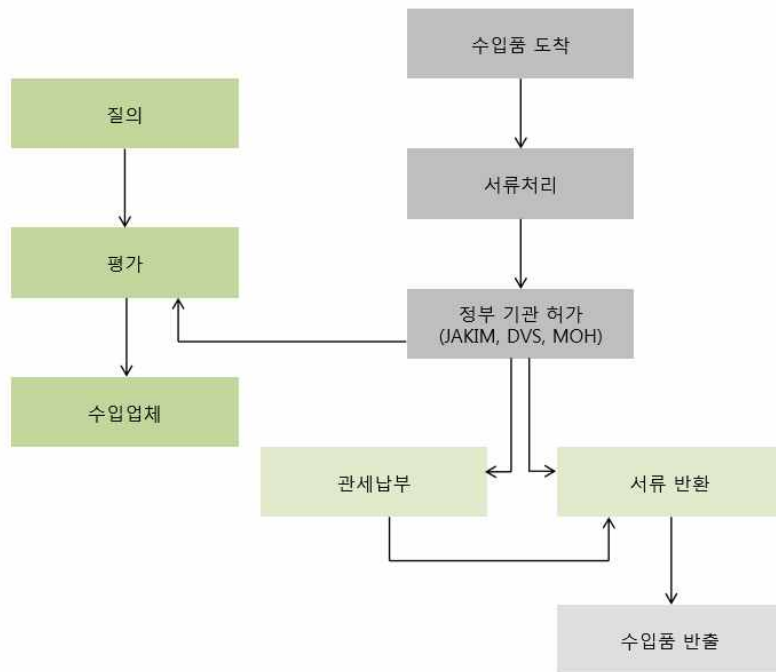 수입품 도착
질의
서류처리
평가
정부 기관 허가
(JAKIM, DVS, MOH)
수입업체
관세납부
서류 반환
수입품 반출